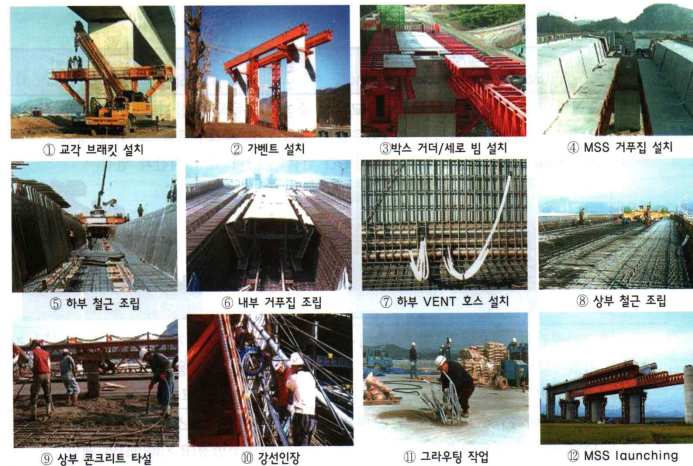 ① 교각 브래킷 설치
② 가벤트 설치
③박스 거더/세로 빔 설치
④ MSS 거푸집 설치
⑤ 하부 철근 조립
⑥ 내부 거푸집 조립
⑦ 하부 VENT 호스 설치
⑧ 상부 철근 조립
⑨ 상부 콘크리트 타설
⑩ 강선인장
⑪ 그라우팅 작업
⑫ MSS launching